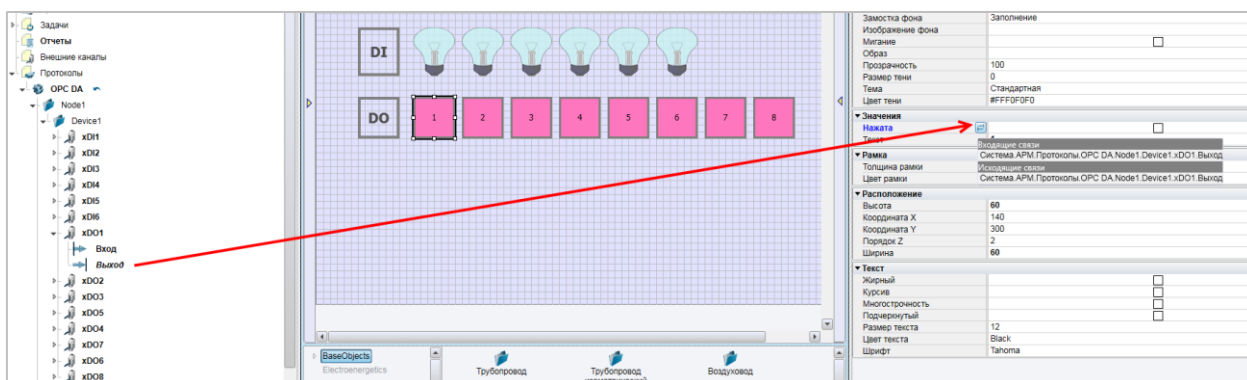 Задачи
Отчеты
Внешние каналы
Протоколы
OPC DA
Node1
Device1
xDI1
xDI2
xDI3
xDI4
xDI5
xDI6
xDO1
Вход
Выход
xDO2
xDO3
xDO5
xDO4
xDO7
xDO6
xDO8
DI
DO 1 2 3 4 5 6 7 8
BaseObjects
Electroenergetics
Трубопровод
Трубопровод
Воздуховод
Замостка фона Заполнение
Изображение фона
Мигание
Образ
Прозрачность 100
Размер тени 0
Тема Стандартная
Цвет тени #FFF0F0F0
Значения
Нажата
Текст
Входящие связи
Рамка Система.АРМ.Протоколы.OPC DA.Node1.Device1.xDO1.Выход
Толщина рамки Исходящие связи
Цвет рамки Система.АРМ.Протоколы.OPC DA.Node1.Device1.xDO1.Выход
Расположение
Высота 60
Координата X 140
Координата Y 300
Порядок Z 2
Ширина 60
Текст
Жирный
Курсив
Многострочность
Подчеркнутый
Размер текста 12
Цвет текста Black
Шрифт Tahoma